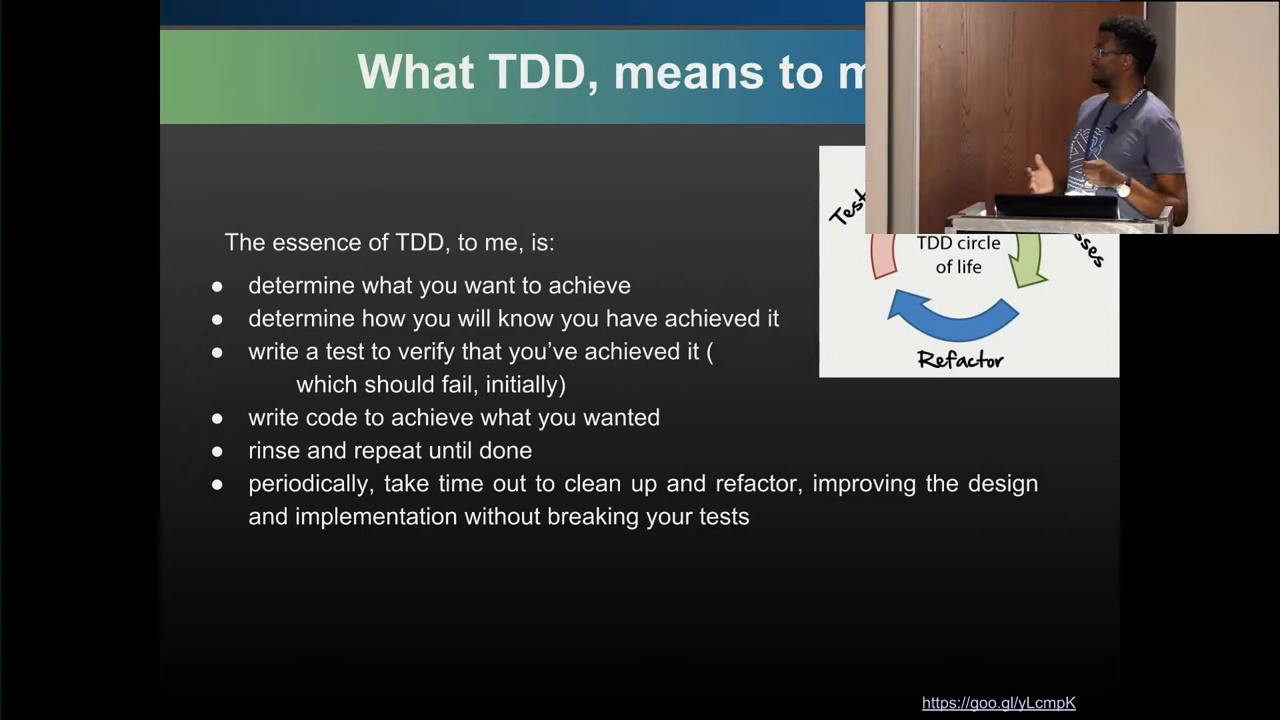 What TDD, means to m
The essence of TDD, to me, is:
● determine what you want to achieve
● determine how you will know you have achieved it
● write a test to verify that you’ve achieved it (
which should fail, initially)
● write code to achieve what you wanted
● rinse and repeat until done
● periodically, take time out to clean up and refactor, improving the design
and implementation without breaking your tests
Test
TDD circle
of life
sses
Refactor
https://goo.gl/yLcmpK